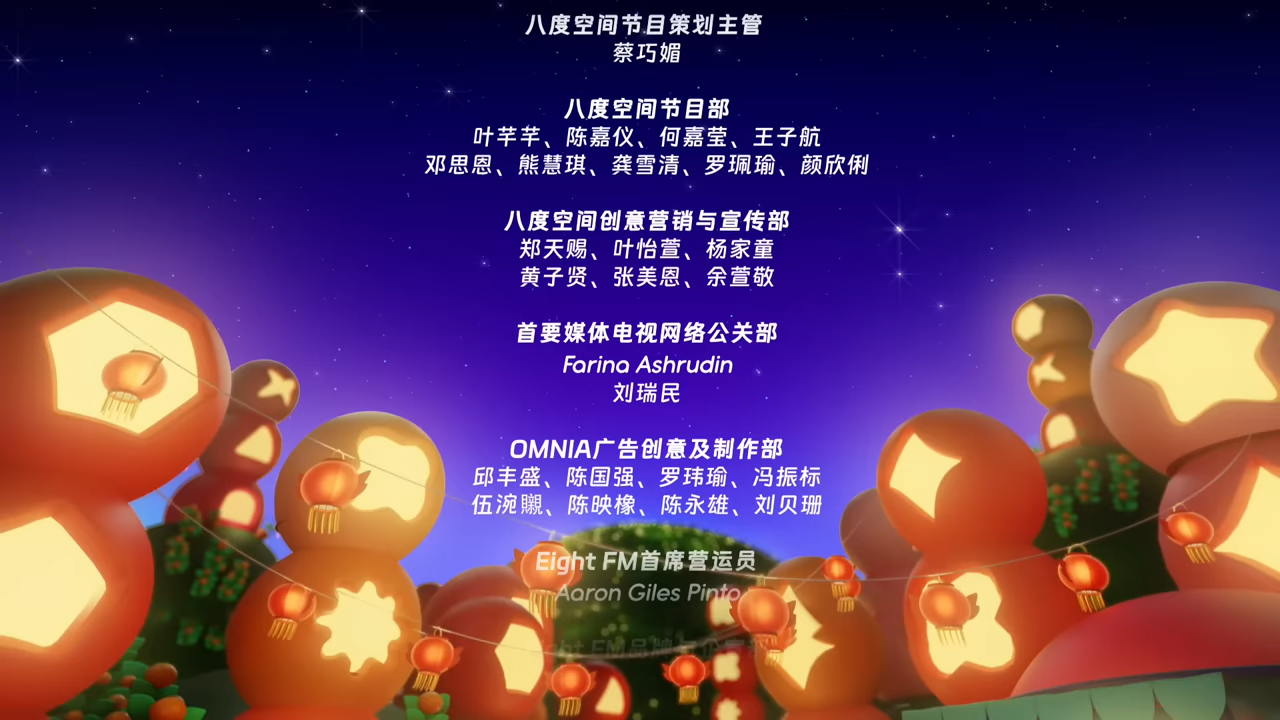 八度空间节目策划主管
蔡巧媚
八度空间节目部
叶芊芊、陈嘉仪、何嘉莹、王子航
邓思恩、熊慧琪、龚雪清、罗珮瑜、颜欣俐
八度空间创意营销与宣传部
郑天赐、叶怡萱、杨家童
黄子贤、张美恩、余萱敬
首要媒体电视网络公关部
Farina Ashrudin
刘瑞民
OMNIA广告创意及制作部
邱丰盛、陈国强、罗玮瑜、冯振标
陈映橡、陈永雄、刘贝珊
Eight FM首席营运员
Aaron Giles Pinto